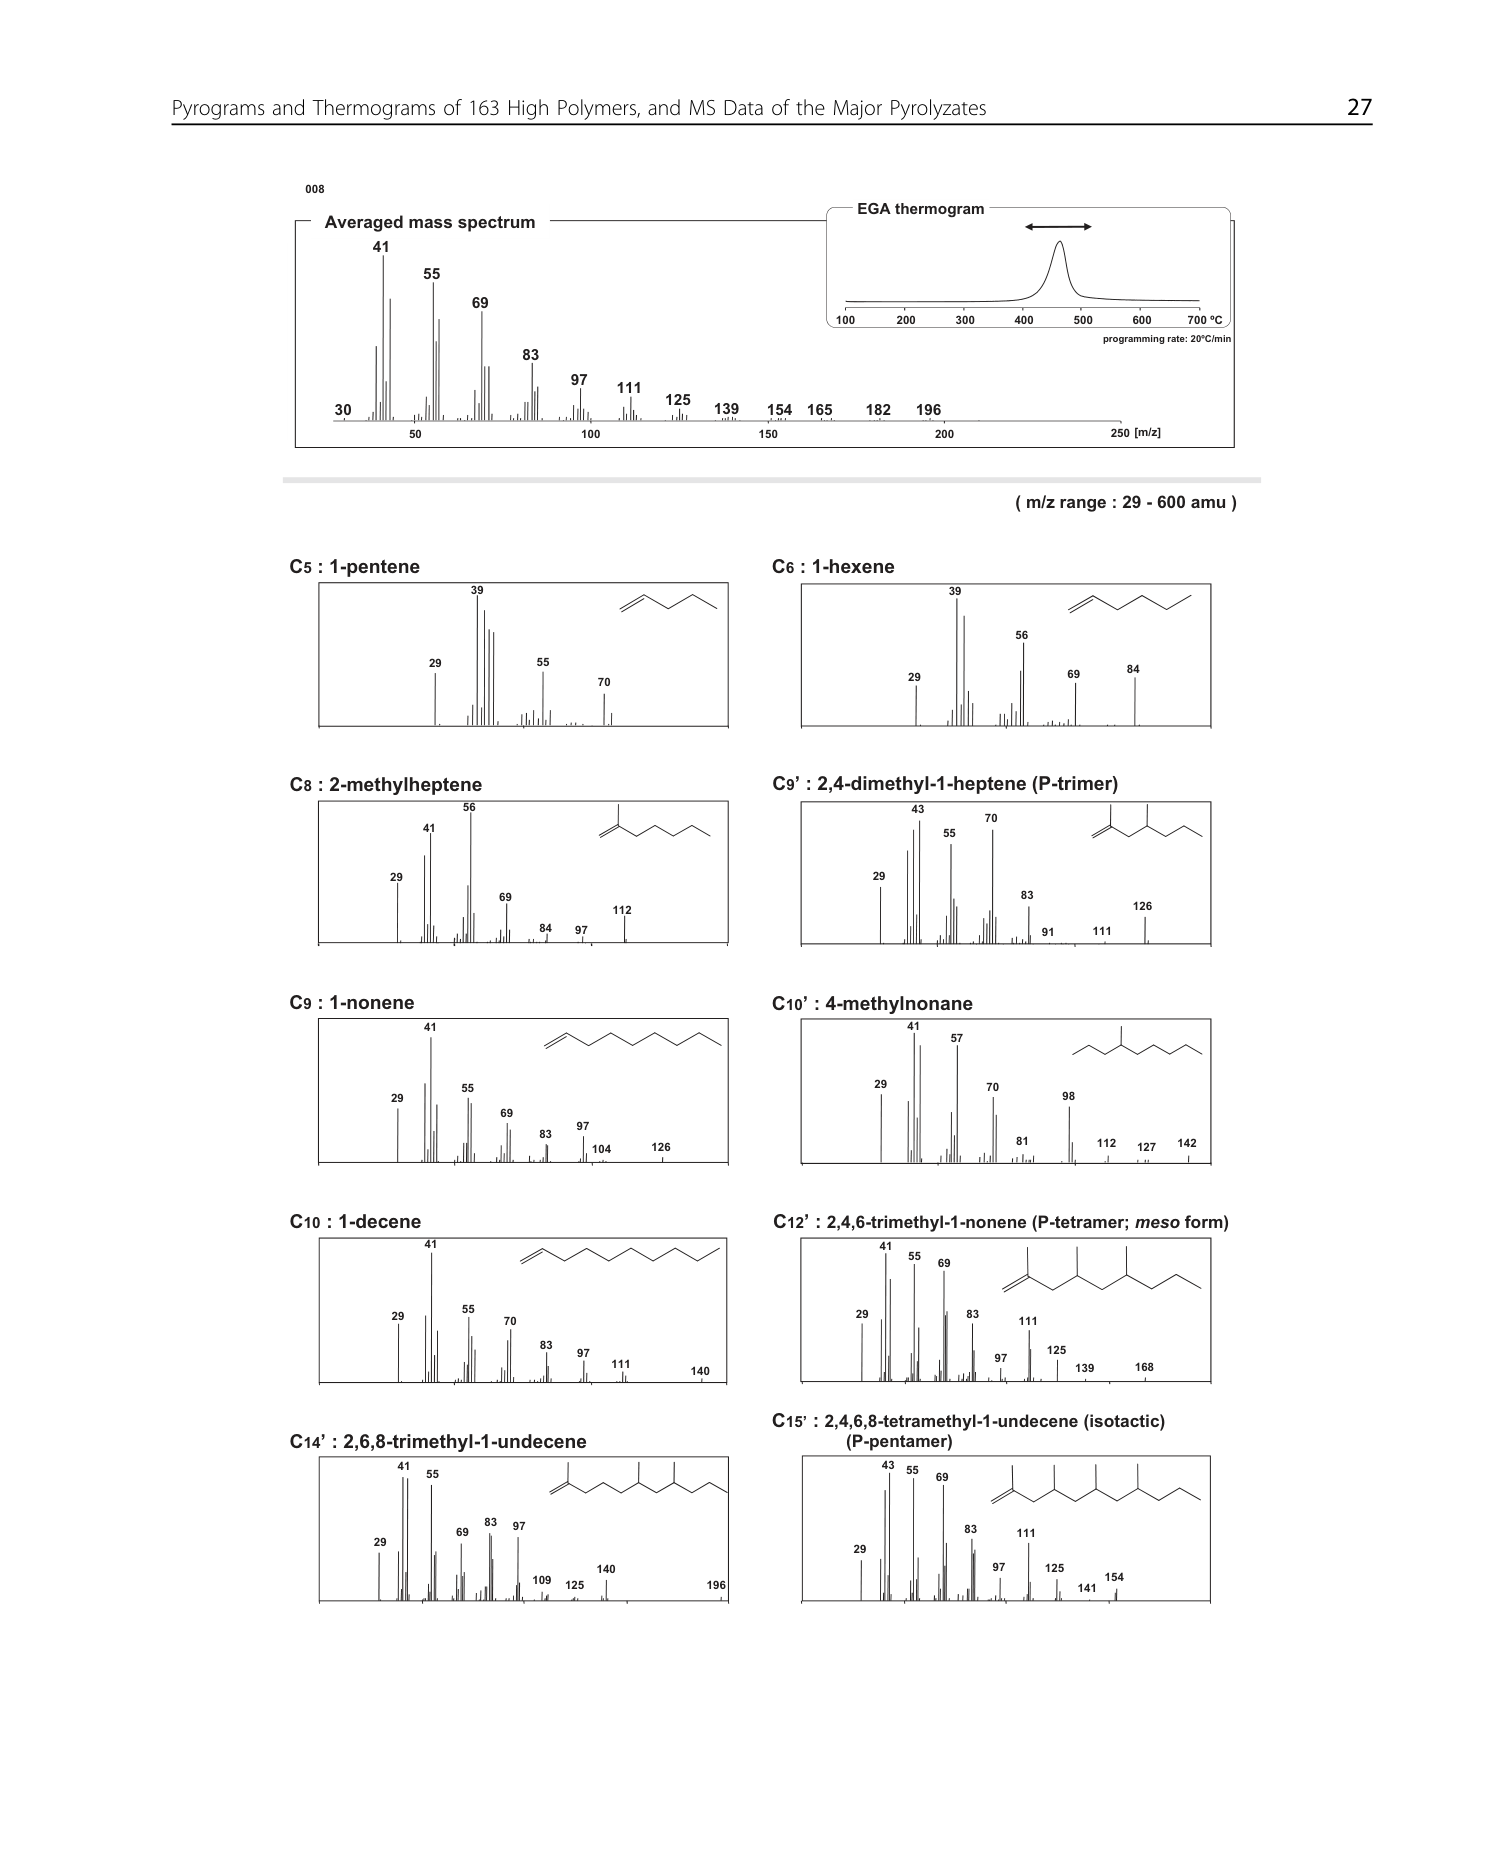 Pyrograms and Thermograms of 163 High Polymers, and MS Data of the Major Pyrolyzates 27
008
Averaged mass spectrum
EGA thermogram
41
55
69
83
97
111
125
30 139 154 165 182 196
50 100 150 200 250 [m/z]
100 200 300 400 500 600 700 ºC
programming rate: 20ºC/min
( m/z range : 29 - 600 amu )
C5 : 1-pentene
39
29 55
70
C6 : 1-hexene
39
56
29 69 84
C8 : 2-methylheptene
56
41
29
69
84 97 112
C9’ : 2,4-dimethyl-1-heptene (P-trimer)
43
70
55
29
83
91 111 126
C9 : 1-nonene
41
29 55
69
83 97
104 126
C10’ : 4-methylnonane
41
57
29 70 98
81 112 127 142
C10 : 1-decene
41
29 55 70
83 97
111 140
C12’ : 2,4,6-trimethyl-1-nonene (P-tetramer; meso form)
41
55
69
29 83 111
97 125
139 168
C14’ : 2,6,8-trimethyl-1-undecene
41
55
29 69 83 97
109 125 140 196
C15’ : 2,4,6,8-tetramethyl-1-undecene (isotactic)
(P-pentamer)
43 55 69
83 111
29
97 125
141 154